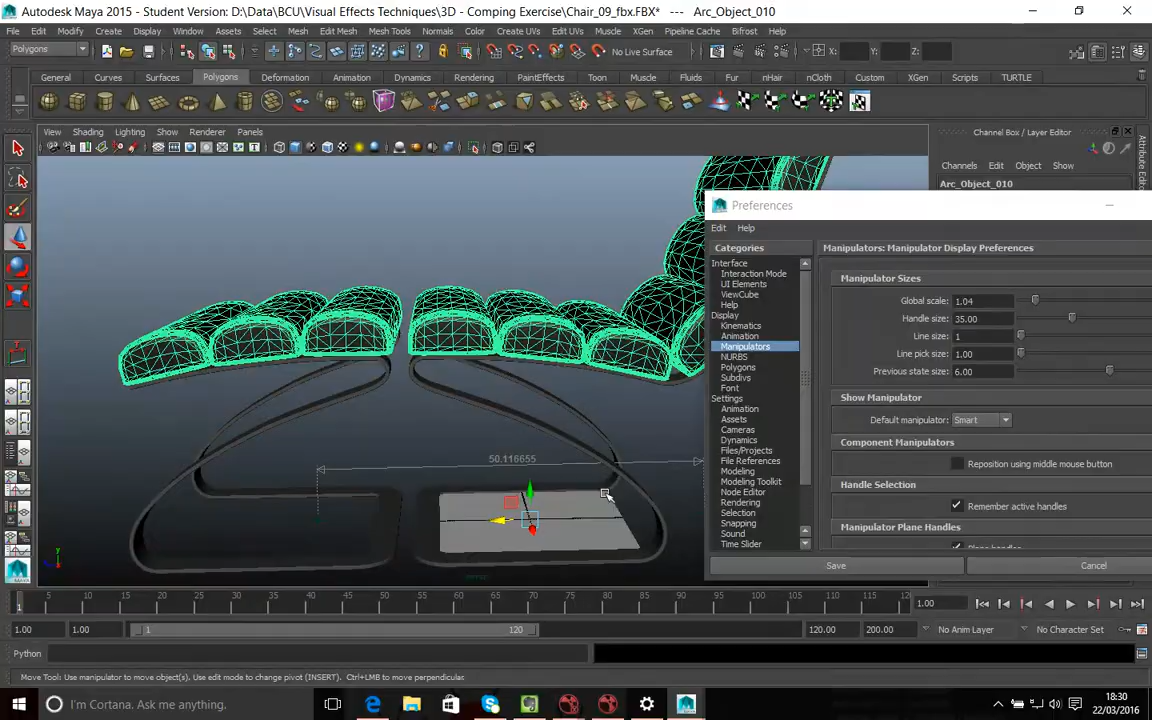 Autodesk Maya 2015 - Student Version: D:\Data\BCU\Visual Effects Techniques\3D - Comping Exercise\Chair_09_fbx.FBX*   ---   Arc_Object_010
File Edit Modify Create Display Window Assets Select Mesh Edit Mesh Mesh Tools Normals Color Create UVs Edit UVs Muscle XGen Pipeline Cache Bifrost Help
Polygons No Live Surface X: Y: Z:
General Curves Surfaces Polygons Deformation Animation Dynamics Rendering PaintEffects Toon Muscle Fluids Fur nHair nCloth Custom XGen Scripts TURTLE
View Shading Lighting Show Renderer Panels
Channel Box / Layer Editor
Channels Edit Object Show
Arc_Object_010
Attribute Edit
Preferences
Edit Help
Categories
Interface
Interaction Mode
UI Elements
ViewCube
Help
Display
Kinematics
Animation
Manipulators
NURBS
Polygons
Subdivs
Font
Settings
Animation
Assets
Cameras
Dynamics
Files/Projects
File References
Modeling
Modeling Toolkit
Node Editor
Rendering
Selection
Snapping
Sound
Time Slider
Manipulators: Manipulator Display Preferences
Manipulator Sizes
Global scale: 1.04
Handle size: 35.00
Line size: 1
Line pick size: 1.00
Previous state size: 6.00
Show Manipulator
Default manipulator: Smart
Component Manipulators
Reposition using middle mouse button
Handle Selection
Remember active handles
Manipulator Plane Handles
Plane handles
Save Cancel
50.116655
y
persp
1 5 10 15 20 25 30 35 40 45 50 55 60 65 70 75 80 85 90 95 100 105 110 115 12
1.00
1.00 1.00 1 120 120.00 200.00 No Anim Layer No Character Set
Python
Move Tool: Use manipulator to move object(s). Use edit mode to change pivot (INSERT). Ctrl+LMB to move perpendicular.
I'm Cortana. Ask me anything.
18:30
22/03/2016